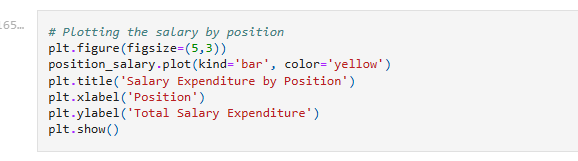 165…
# Plotting the salary by position
plt.figure(figsize=(5,3))
position_salary.plot(kind='bar', color='yellow')
plt.title('Salary Expenditure by Position')
plt.xlabel('Position')
plt.ylabel('Total Salary Expenditure')
plt.show()